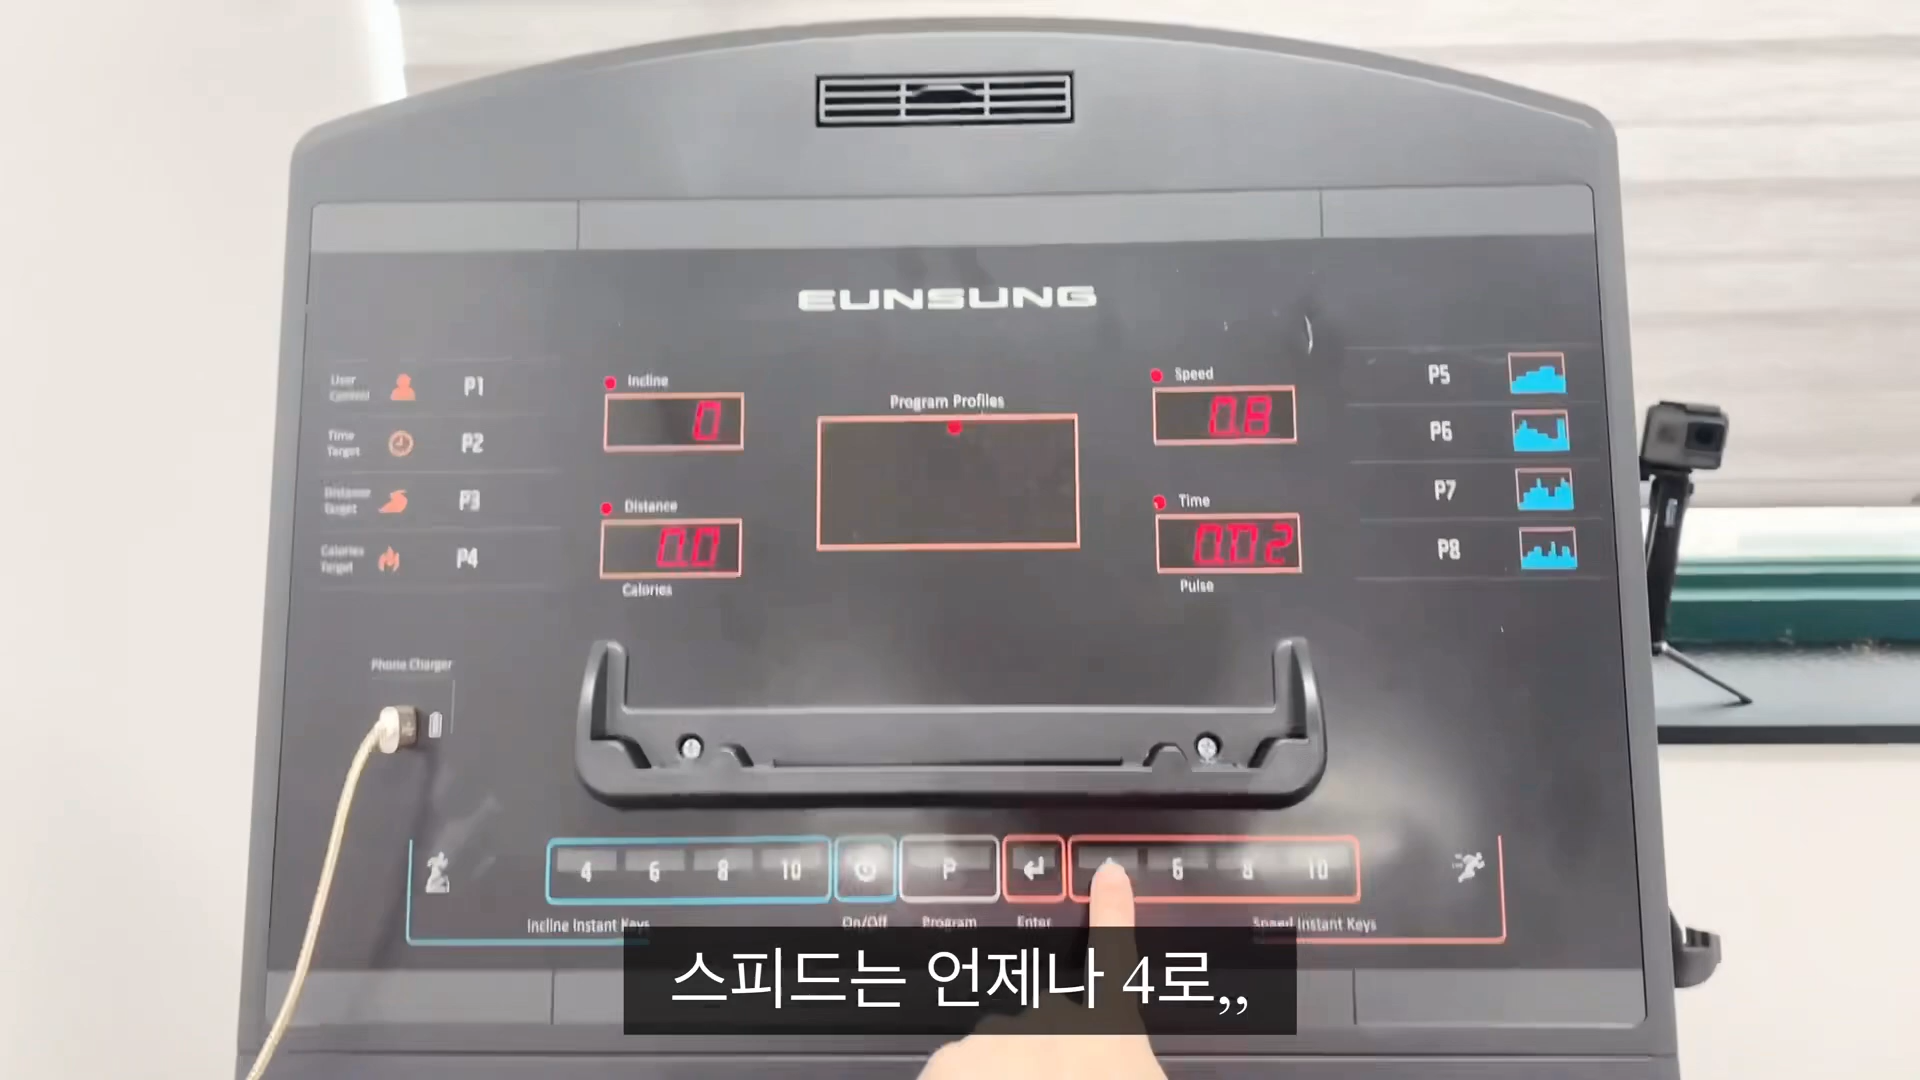 EUNSUNG
User
Control
P1
Time
Target
P2
Distance
Target
P3
Calories
Target
P4
Incline
0
Distance
0.0
Calories
Program Profiles
Speed
0.8
Time
0:02
Pulse
P5
P6
P7
P8
Phone Charger
4 6 8 10
P
6 8 10
Incline Instant Keys
On/Off
Program
Enter
Speed Instant Keys
스피드는 언제나 4로,,